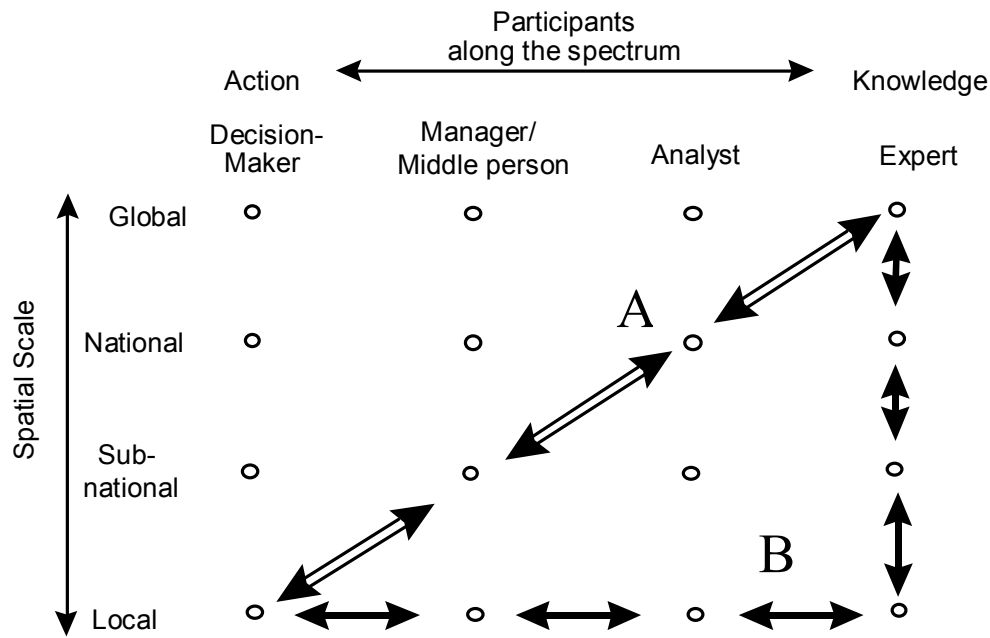 Participants
along the spectrum
Action
Knowledge
Decision-
Maker
Manager/
Middle person
Analyst
Expert
Global
A
National
Spatial Scale
Sub-
national
B
Local